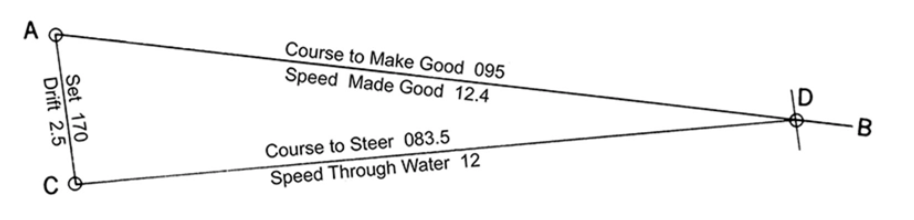 A
Course to Make Good 095
Speed Made Good 12.4
Set 170
Drift 2.5
D
B
Course to Steer 083.5
Speed Through Water 12
C